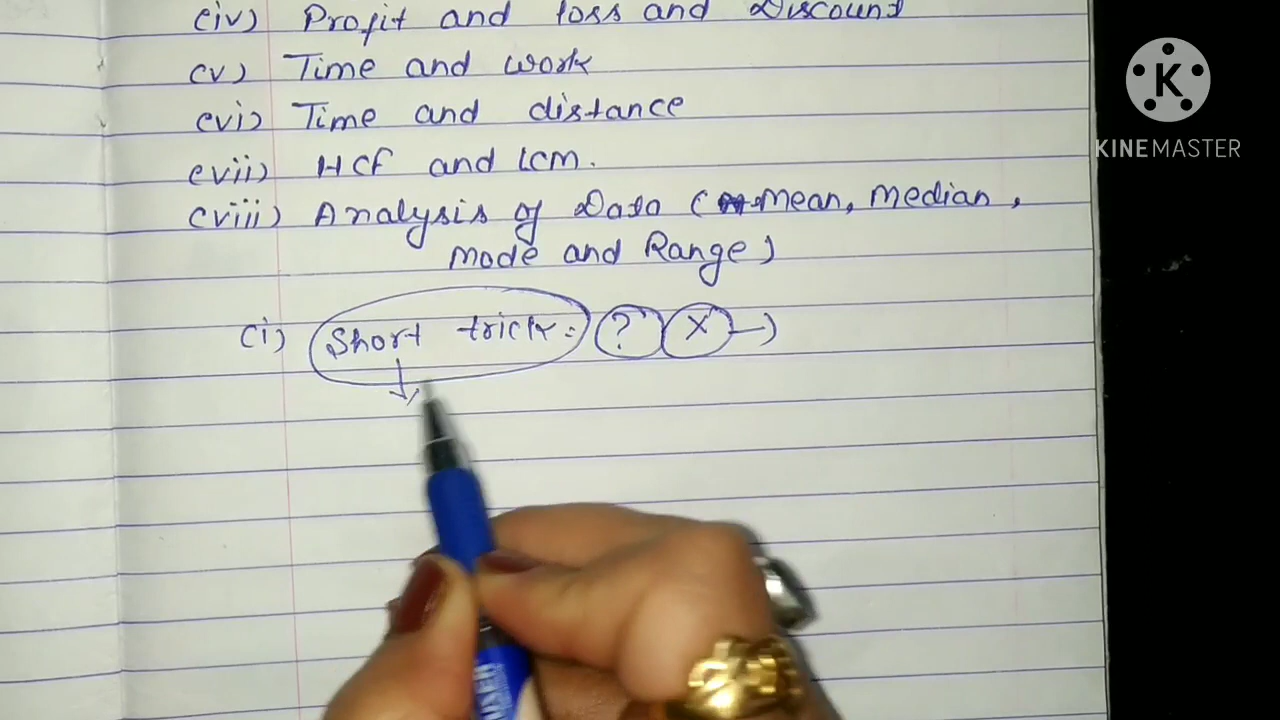 (iv) Profit and loss and Discount
(v) Time and work
(vi) Time and distance
(vii) HCF and LCM.
(viii) Analysis of Data (Mean, Median,
Mode and Range)
(i) Short trick : ? X →
K
KINEMASTER